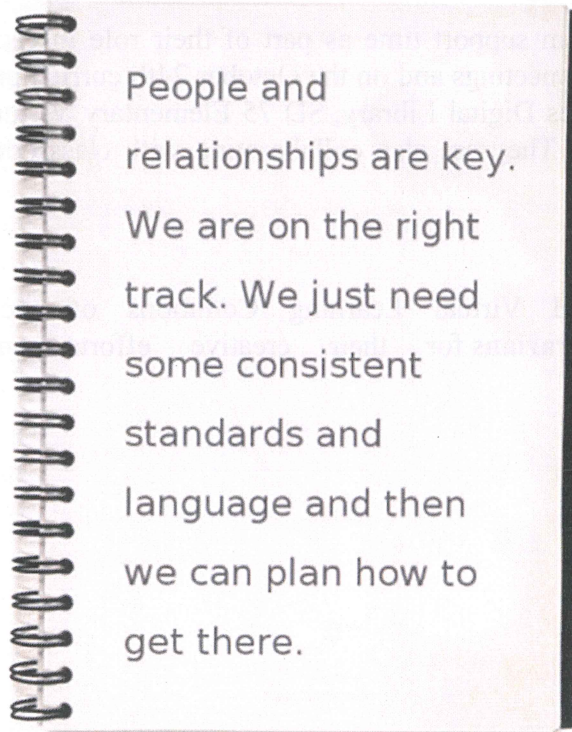 People and
relationships are key.
We are on the right
track. We just need
some consistent
standards and
language and then
we can plan how to
get there.